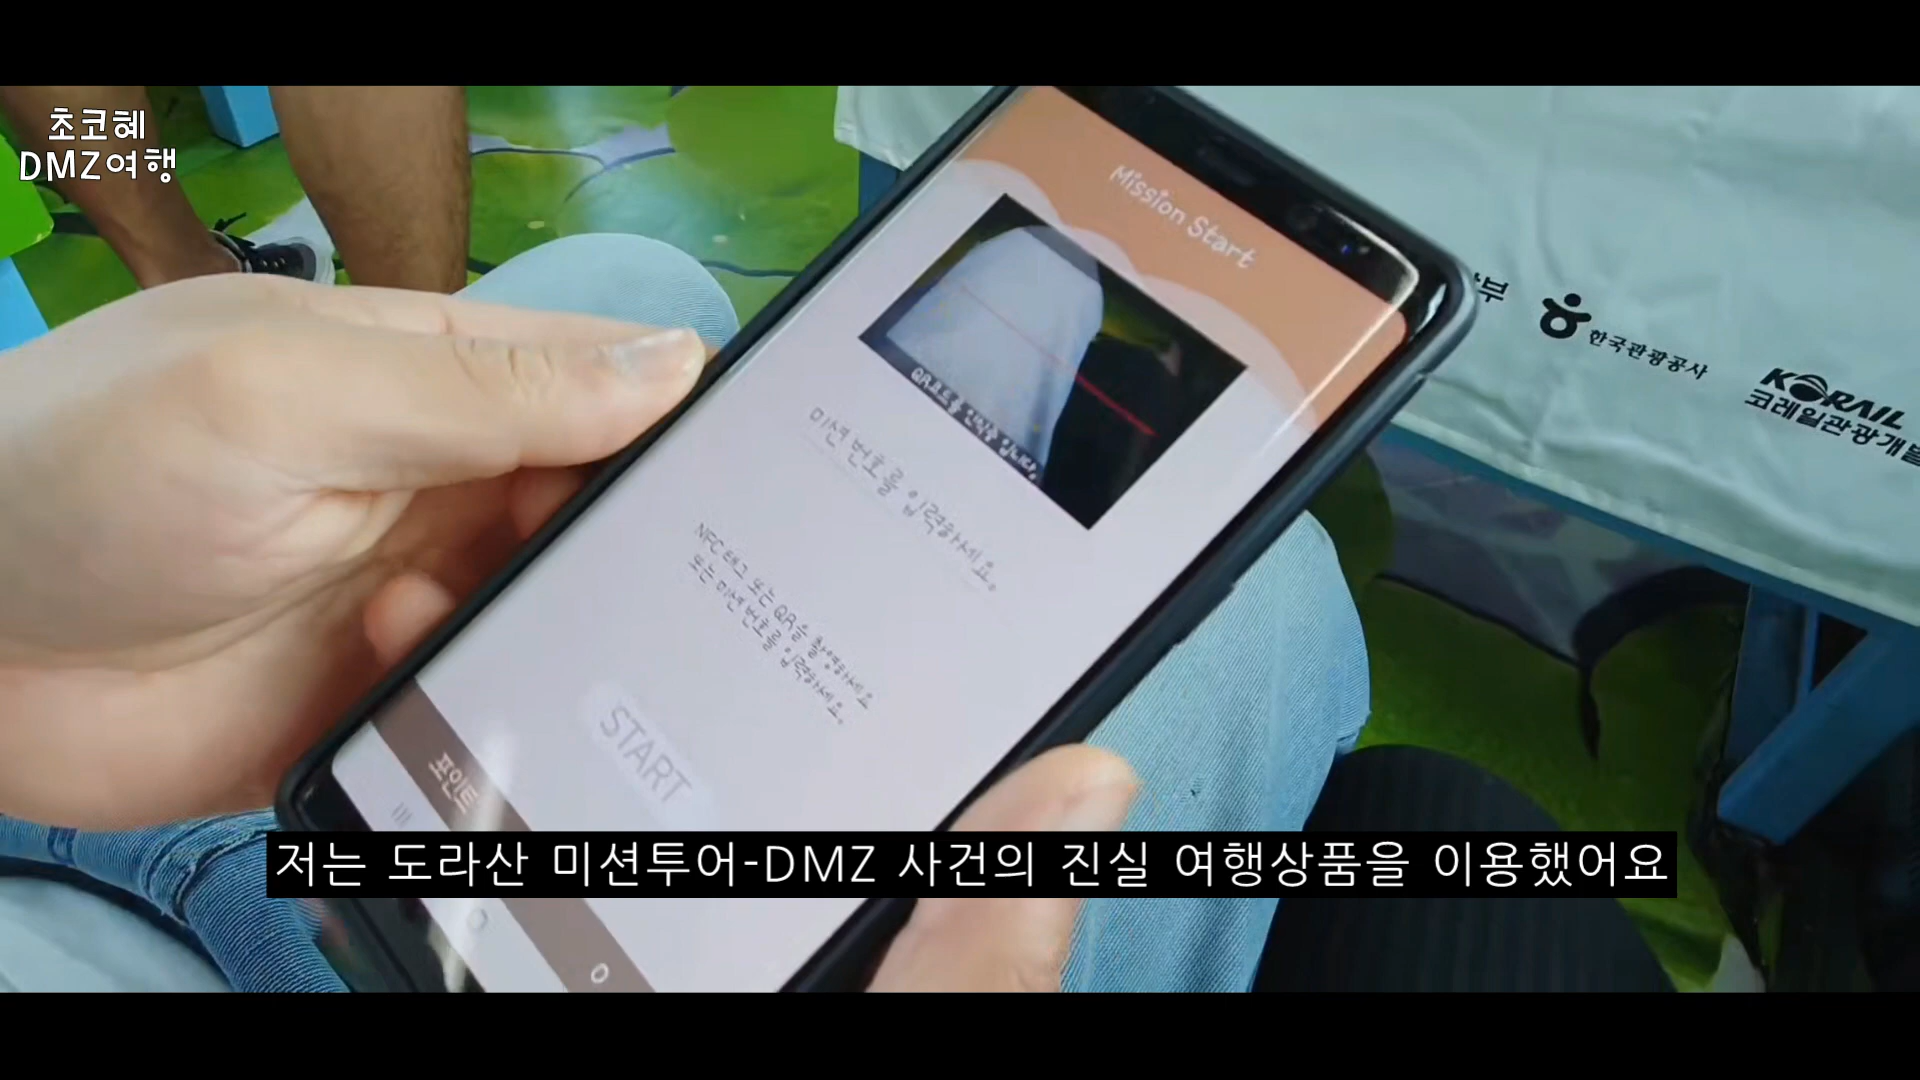 초코혜
DMZ여행
Mission Start
QR코드를 인식중 입니다.
미션 번호를 입력하세요.
NFC 태그 또는 QR을 촬영하세요
또는 미션 번호를 입력하세요.
START
포인트
0
부
한국관광공사
KORAIL
코레일관광개발
저는 도라산 미션투어-DMZ 사건의 진실 여행상품을 이용했어요